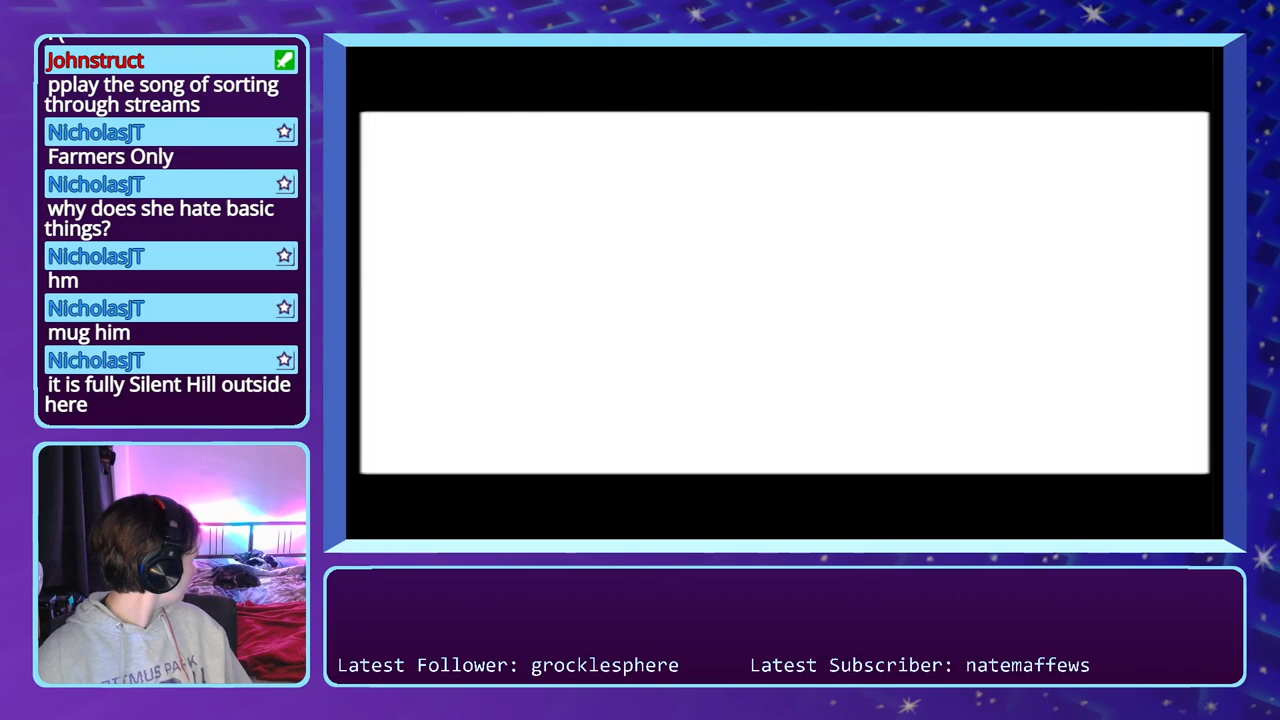 Johnstruct
pplay the song of sorting
through streams
NicholasJT
Farmers Only
NicholasJT
why does she hate basic
things?
NicholasJT
hm
NicholasJT
mug him
NicholasJT
it is fully Silent Hill outside
here
Latest Follower: grocklesphere
Latest Subscriber: natemaffews